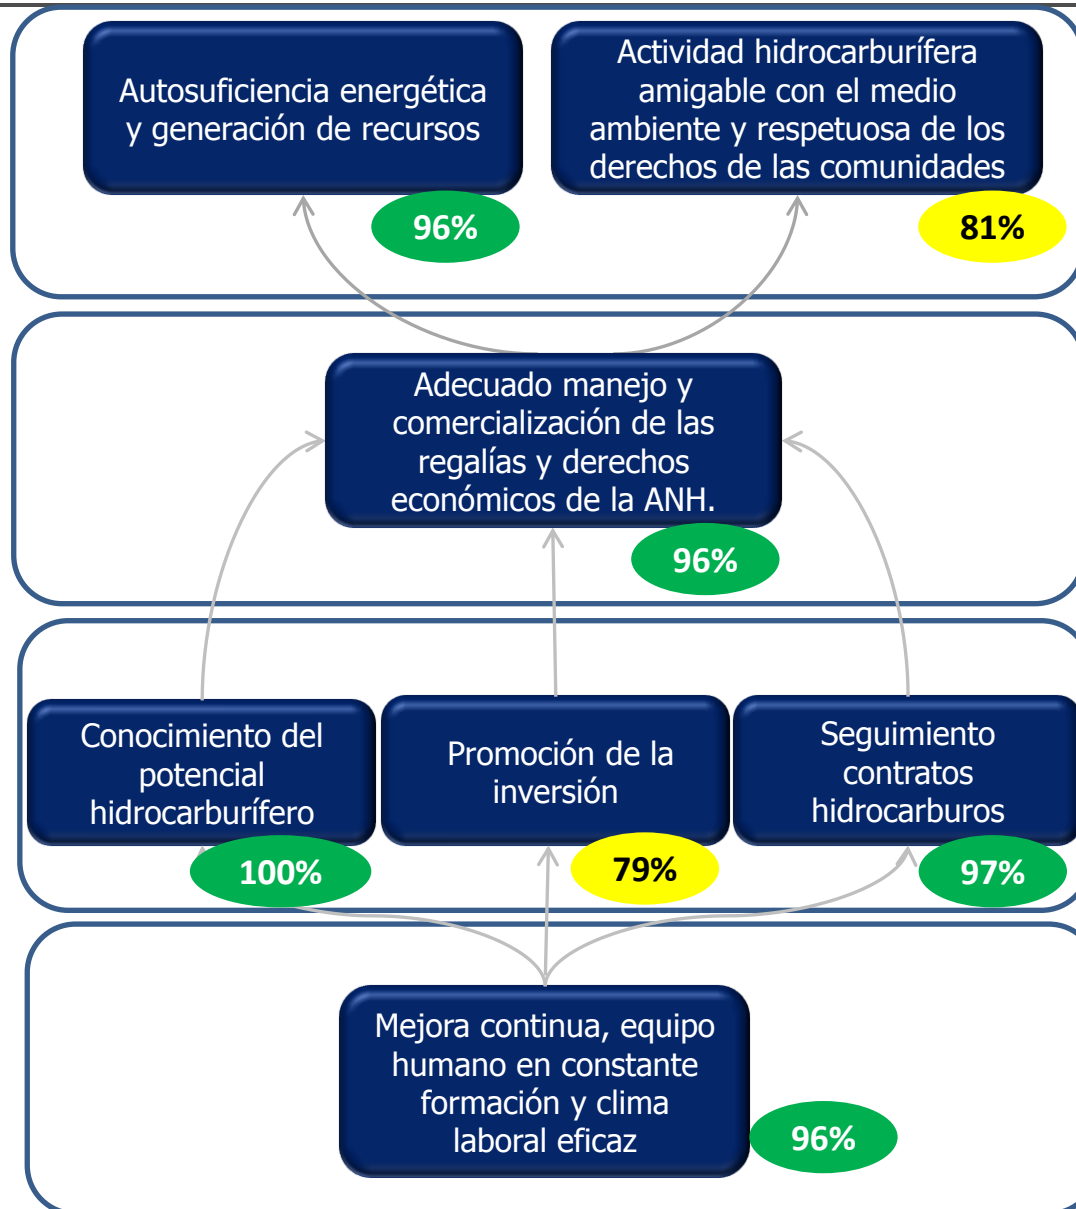 Autosuficiencia energética
y generación de recursos
96%
Actividad hidrocarburífera
amigable con el medio
ambiente y respetuosa de los
derechos de las comunidades
81%
Adecuado manejo y
comercialización de las
regalías y derechos
económicos de la ANH.
96%
Conocimiento del
potencial
hidrocarburífero
100%
Promoción de la
inversión
79%
Seguimiento
contratos
hidrocarburos
97%
Mejora continua, equipo
humano en constante
formación y clima
laboral eficaz
96%